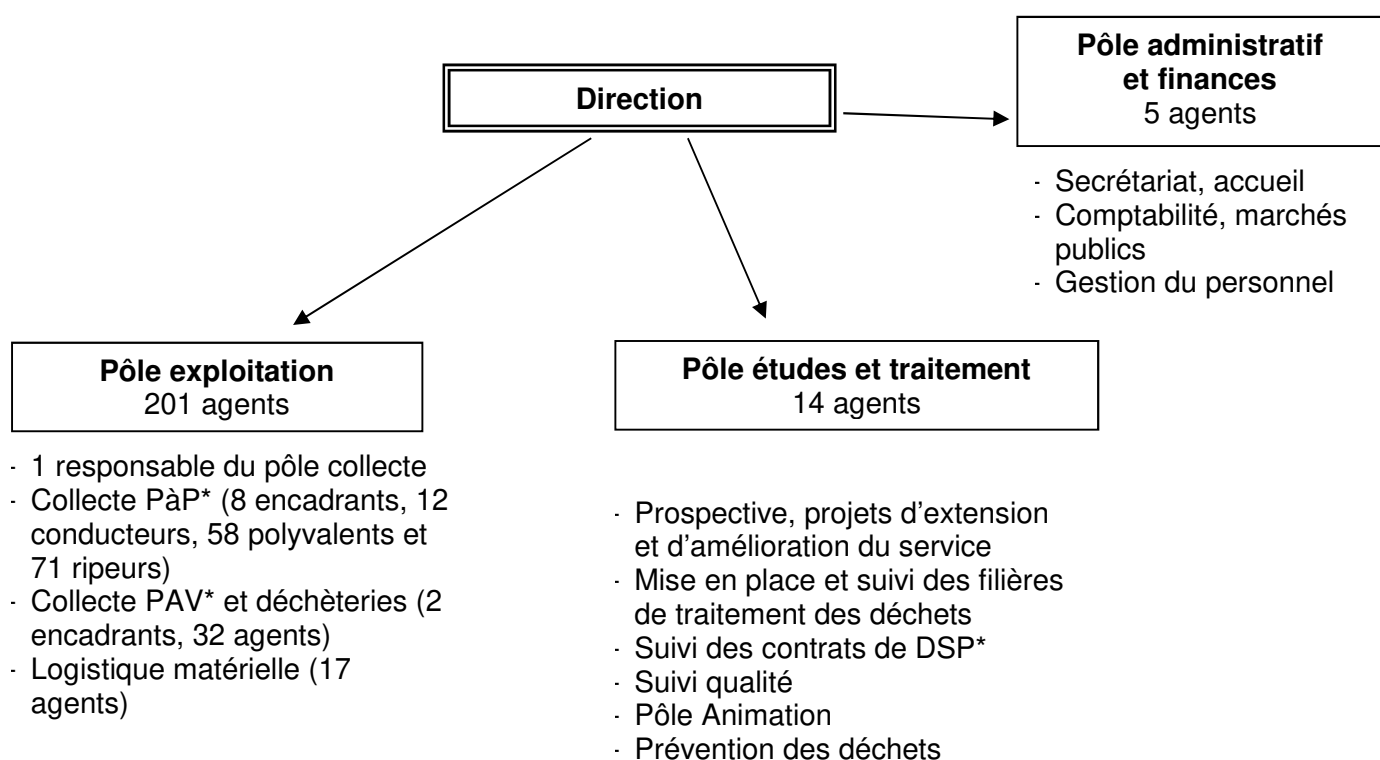 Direction
Pôle administratif
et finances
5 agents
- Secrétariat, accueil
- Comptabilité, marchés
publics
- Gestion du personnel
Pôle exploitation
201 agents
- 1 responsable du pôle collecte
- Collecte PàP* (8 encadrants, 12
conducteurs, 58 polyvalents et
71 ripeurs)
- Collecte PAV* et déchèteries (2
encadrants, 32 agents)
- Logistique matérielle (17
agents)
Pôle études et traitement
14 agents
- Prospective, projets d’extension
et d’amélioration du service
- Mise en place et suivi des filières
de traitement des déchets
- Suivi des contrats de DSP*
- Suivi qualité
- Pôle Animation
- Prévention des déchets